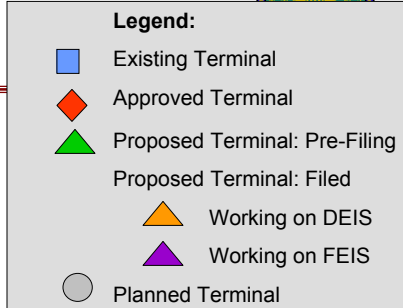 Legend:
Existing Terminal
Approved Terminal
Proposed Terminal: Pre-Filing
Proposed Terminal: Filed
Working on DEIS
Working on FEIS
Planned Terminal